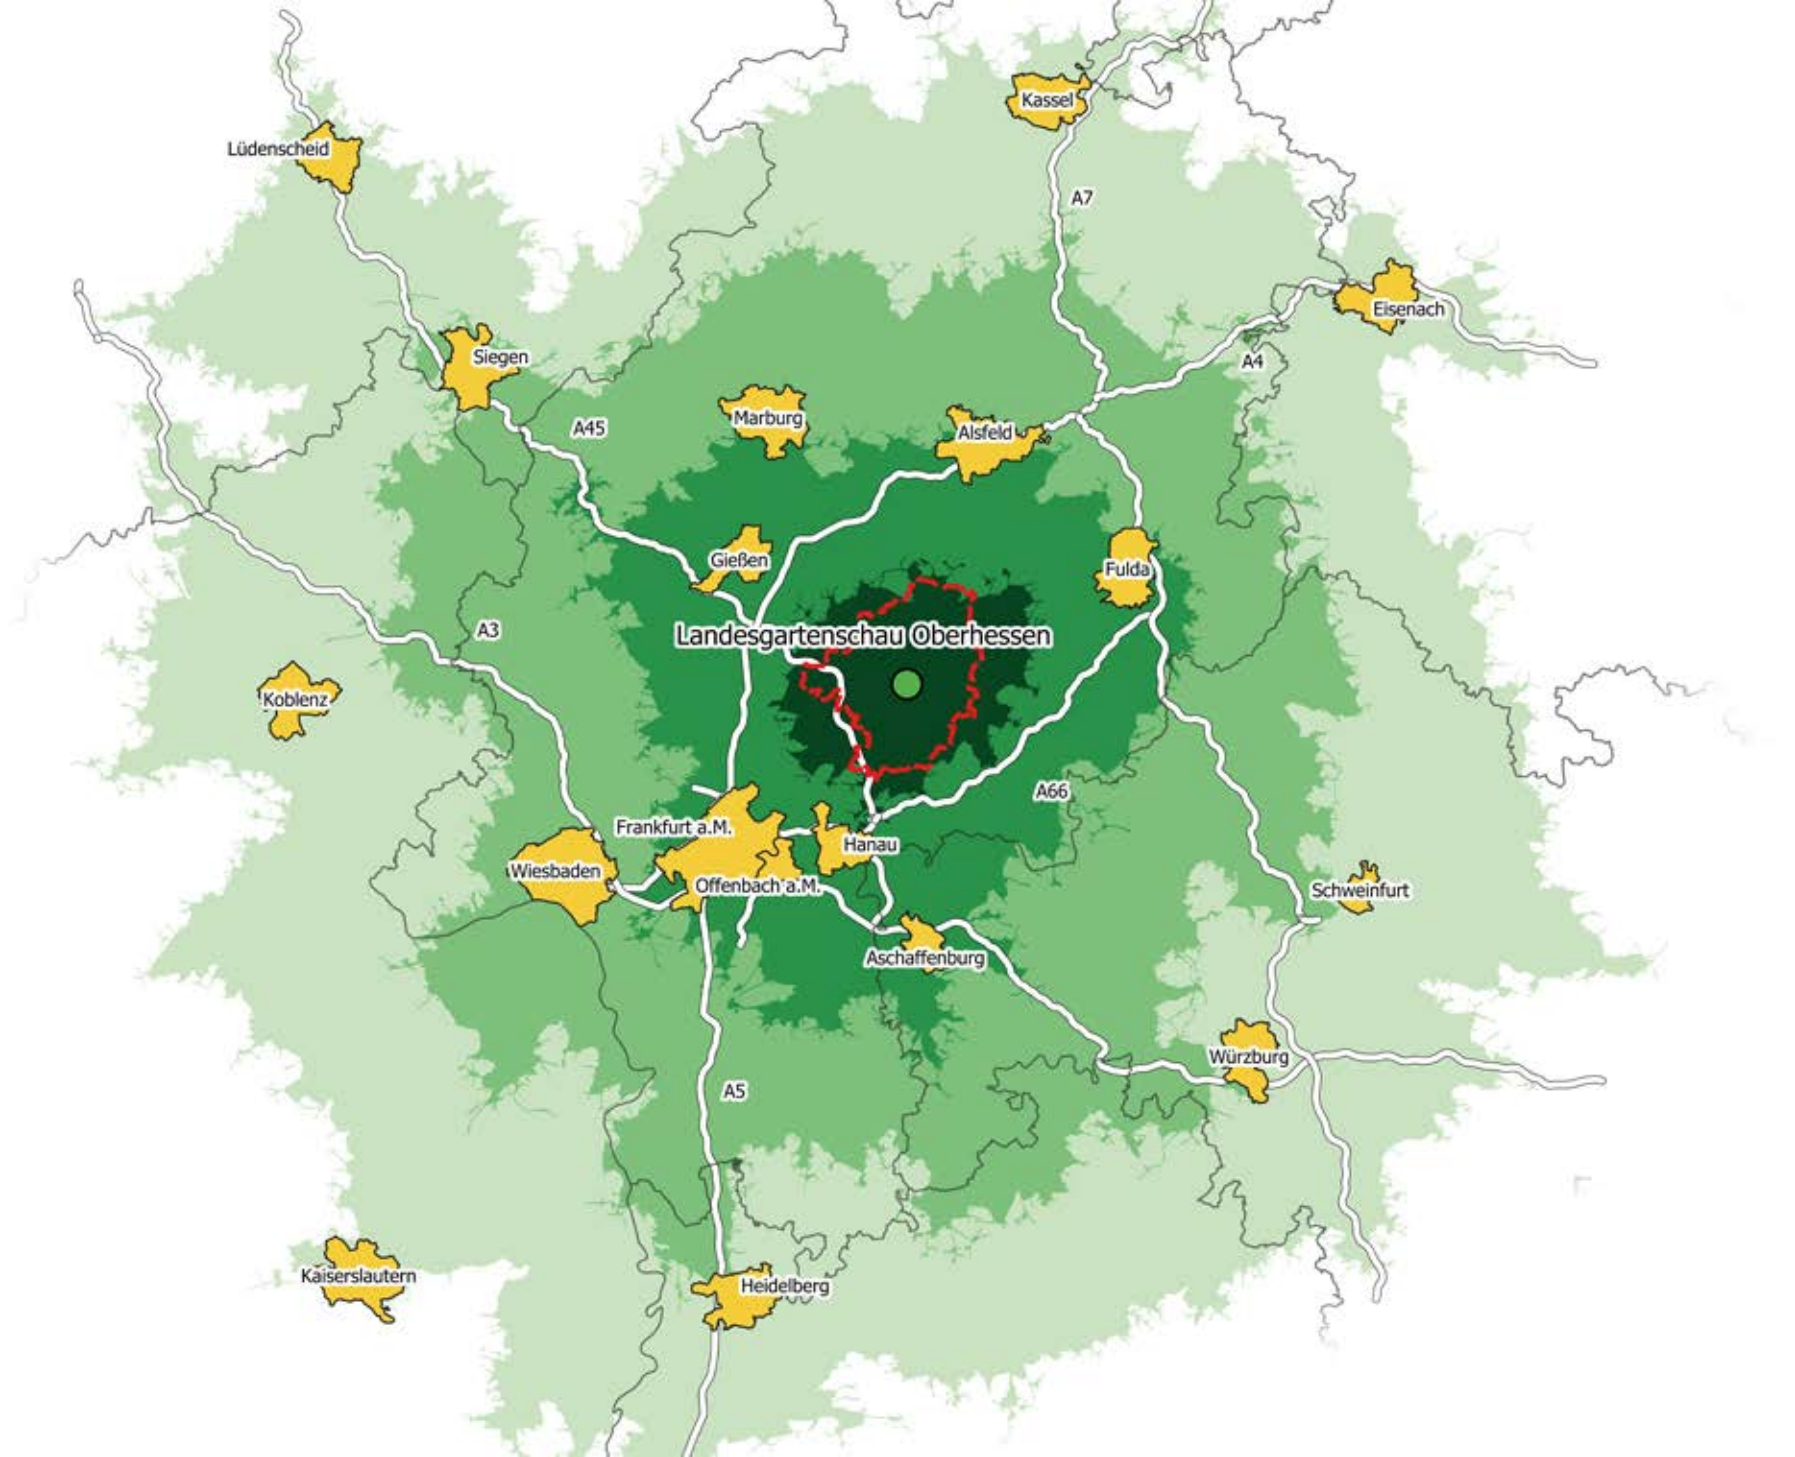 Kassel
Lüdenscheid
A7
Eisenach
Siegen
A4
Marburg
A45
Alsfeld
Gießen
Fulda
A3
Landesgartenschau Oberhessen
Koblenz
A66
Frankfurt a.M.
Hanau
Wiesbaden
Offenbach a.M.
Schweinfurt
Aschaffenburg
Würzburg
A5
Kaiserslautern
Heidelberg